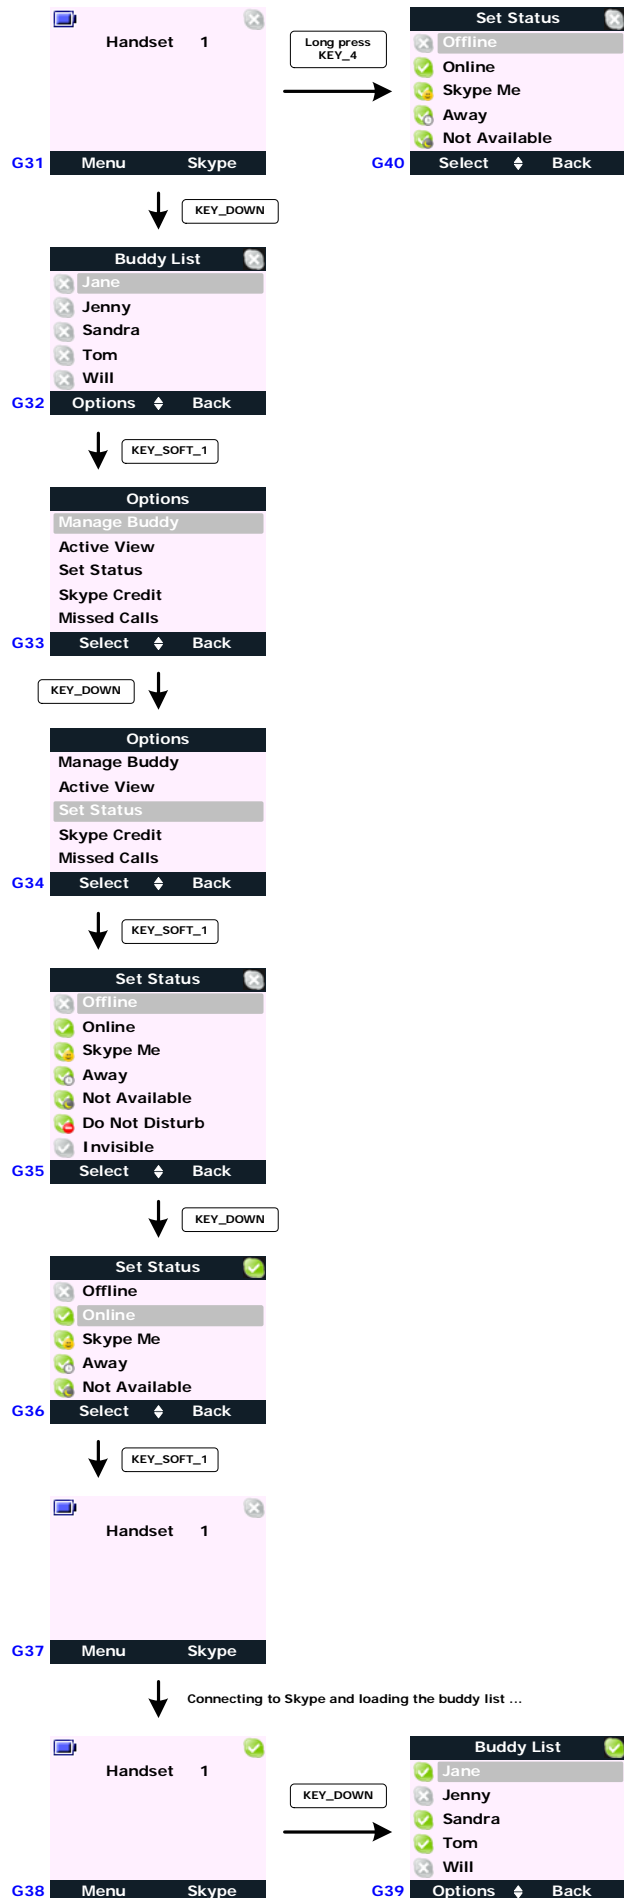 Handset 1
G31 Menu Skype
Long press
KEY_4
Set Status
Offline
Online
Skype Me
Away
Not Available
G40 Select Back
KEY_DOWN
Buddy List
Jane
Jenny
Sandra
Tom
Will
G32 Options Back
KEY_SOFT_1
Options
Manage Buddy
Active View
Set Status
Skype Credit
Missed Calls
G33 Select Back
KEY_DOWN
Options
Manage Buddy
Active View
Set Status
Skype Credit
Missed Calls
G34 Select Back
KEY_SOFT_1
Set Status
Offline
Online
Skype Me
Away
Not Available
Do Not Disturb
Invisible
G35 Select Back
KEY_DOWN
Set Status
Offline
Online
Skype Me
Away
Not Available
G36 Select Back
KEY_SOFT_1
Handset 1
G37 Menu Skype
Connecting to Skype and loading the buddy list ...
Handset 1
G38 Menu Skype
KEY_DOWN
Buddy List
Jane
Jenny
Sandra
Tom
Will
G39 Options Back